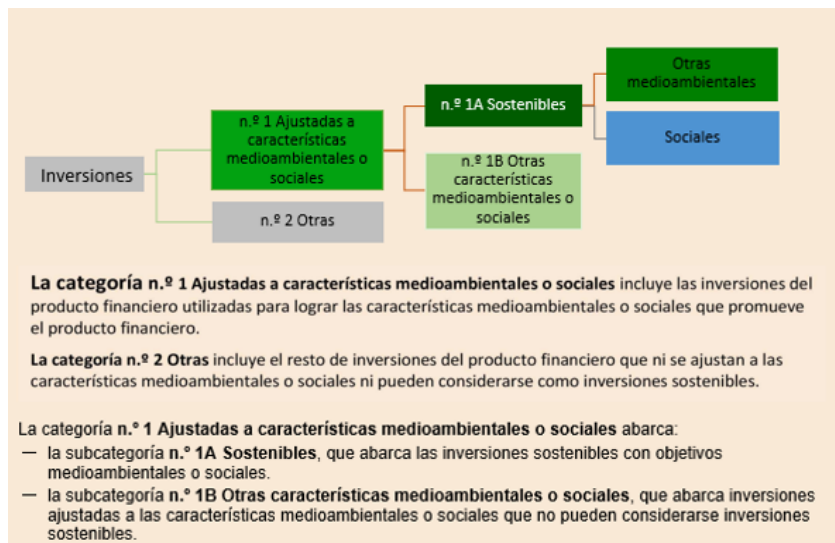 Otras
medioambientales
n.º 1A Sostenibles
n.º 1 Ajustadas a
características
medioambientales o
sociales
Sociales
Inversiones
n.º 1B Otras
características
medioambientales o
sociales
n.º 2 Otras
La categoría n.º 1 Ajustadas a características medioambientales o sociales incluye las inversiones del
producto financiero utilizadas para lograr las características medioambientales o sociales que promueve
el producto financiero.
La categoría n.º 2 Otras incluye el resto de inversiones del producto financiero que ni se ajustan a las
características medioambientales o sociales ni pueden considerarse como inversiones sostenibles.
La categoría n.º 1 Ajustadas a características medioambientales o sociales abarca:
— la subcategoría n.º 1A Sostenibles, que abarca las inversiones sostenibles con objetivos
medioambientales o sociales.
— la subcategoría n.º 1B Otras características medioambientales o sociales, que abarca inversiones
ajustadas a las características medioambientales o sociales que no pueden considerarse inversiones
sostenibles.